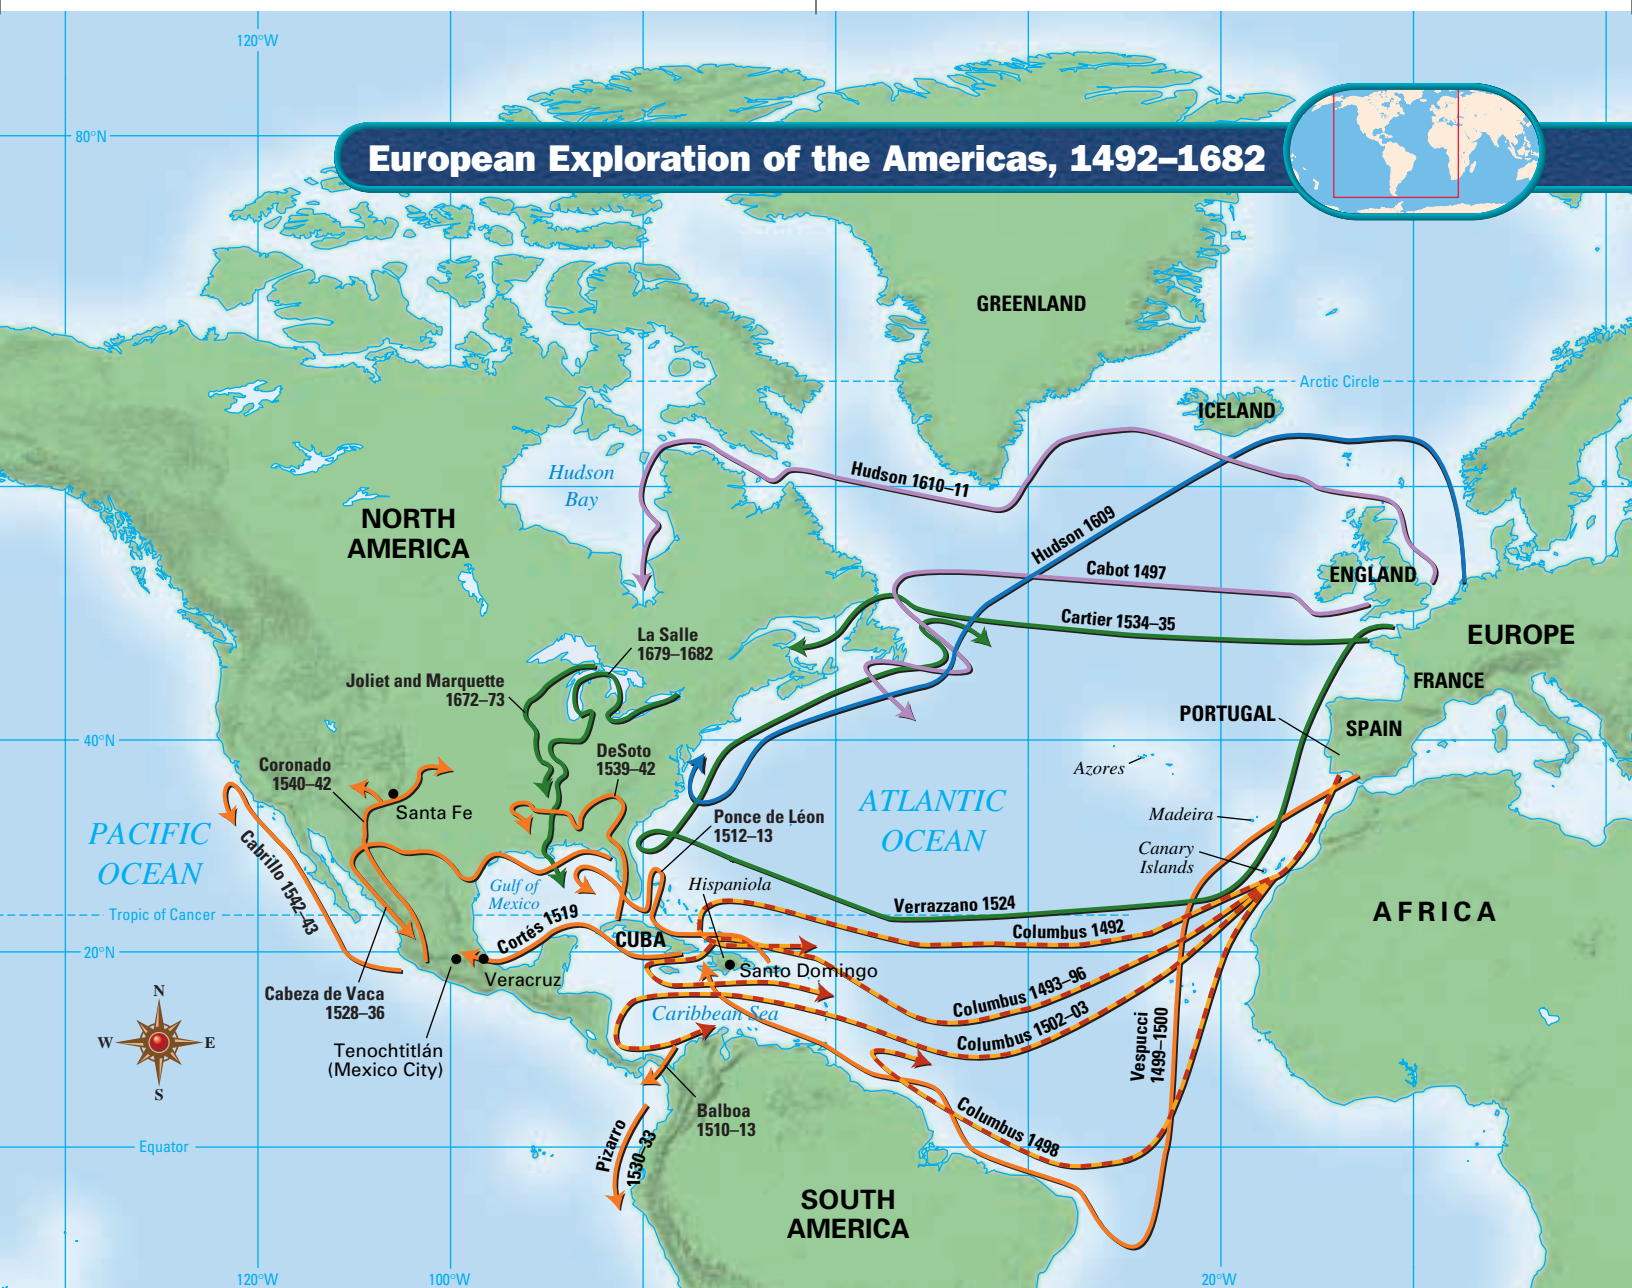 120°W
80°N
European Exploration of the Americas, 1492–1682
GREENLAND
Arctic Circle
ICELAND
Hudson
Bay
Hudson 1610–11
NORTH
AMERICA
Hudson 1609
ENGLAND
Cabot 1497
Cartier 1534–35
EUROPE
La Salle
1679–1682
Joliet and Marquette
1672–73
FRANCE
PORTUGAL
SPAIN
40°N
DeSoto
1539–42
Coronado
1540–42
Azores
Santa Fe
ATLANTIC
OCEAN
Ponce de Léon
1512–13
Madeira
PACIFIC
OCEAN
Cabrillo 1542–43
Canary
Islands
Gulf of
Mexico
Hispaniola
Verrazzano 1524
AFRICA
Tropic of Cancer
Cortés 1519
CUBA
Columbus 1492
20°N
Veracruz
Santo Domingo
Columbus 1493–96
Cabeza de Vaca
1528–36
Caribbean Sea
Columbus 1502–03
N
W
E
S
Tenochtitlán
(Mexico City)
Vespucci
1499–1500
Balboa
1510–13
Columbus 1498
Equator
Pizarro
1530–33
SOUTH
AMERICA
120°W
100°W
20°W